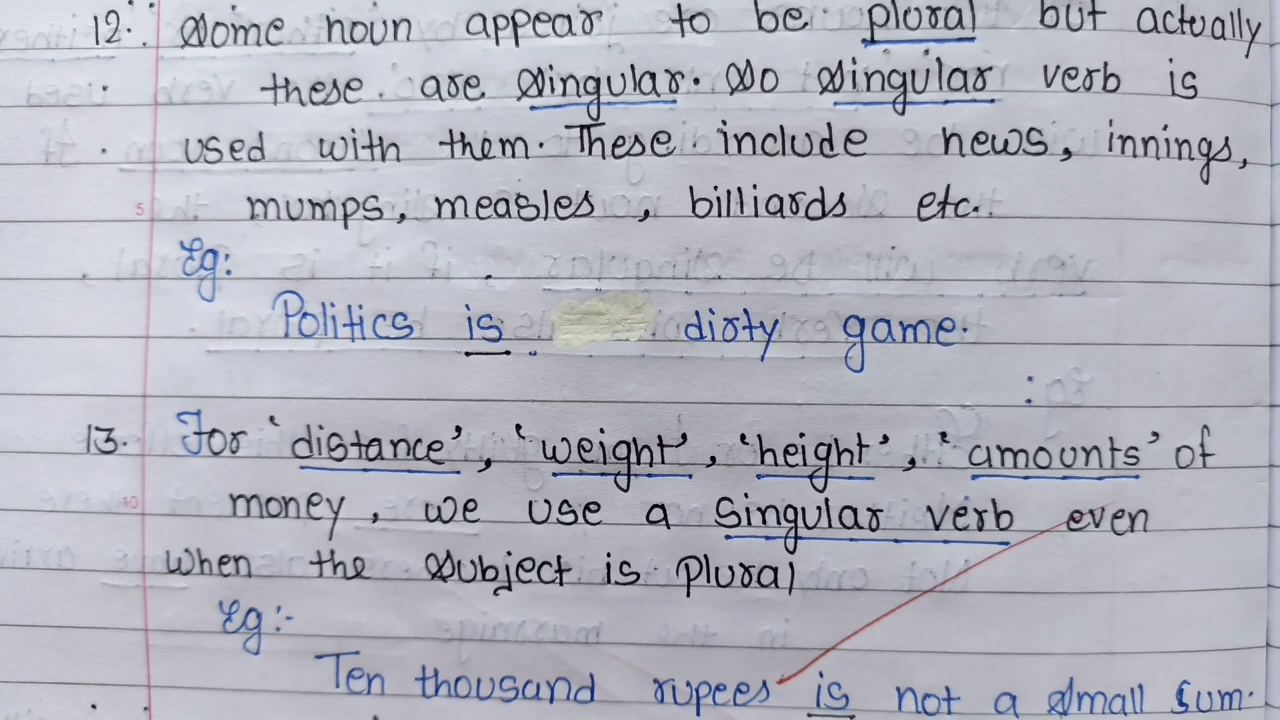 12. Some noun appear to be plural but actually
these are singular. So singular verb is
used with them. These include news, innings,
5
mumps, measles, billiards etc.
Eg:
Politics is dirty game.
13. For 'distance', 'weight', 'height', 'amounts' of
10
money, we use a singular verb even
when the subject is plural
Eg:-
Ten thousand rupees is not a small sum.